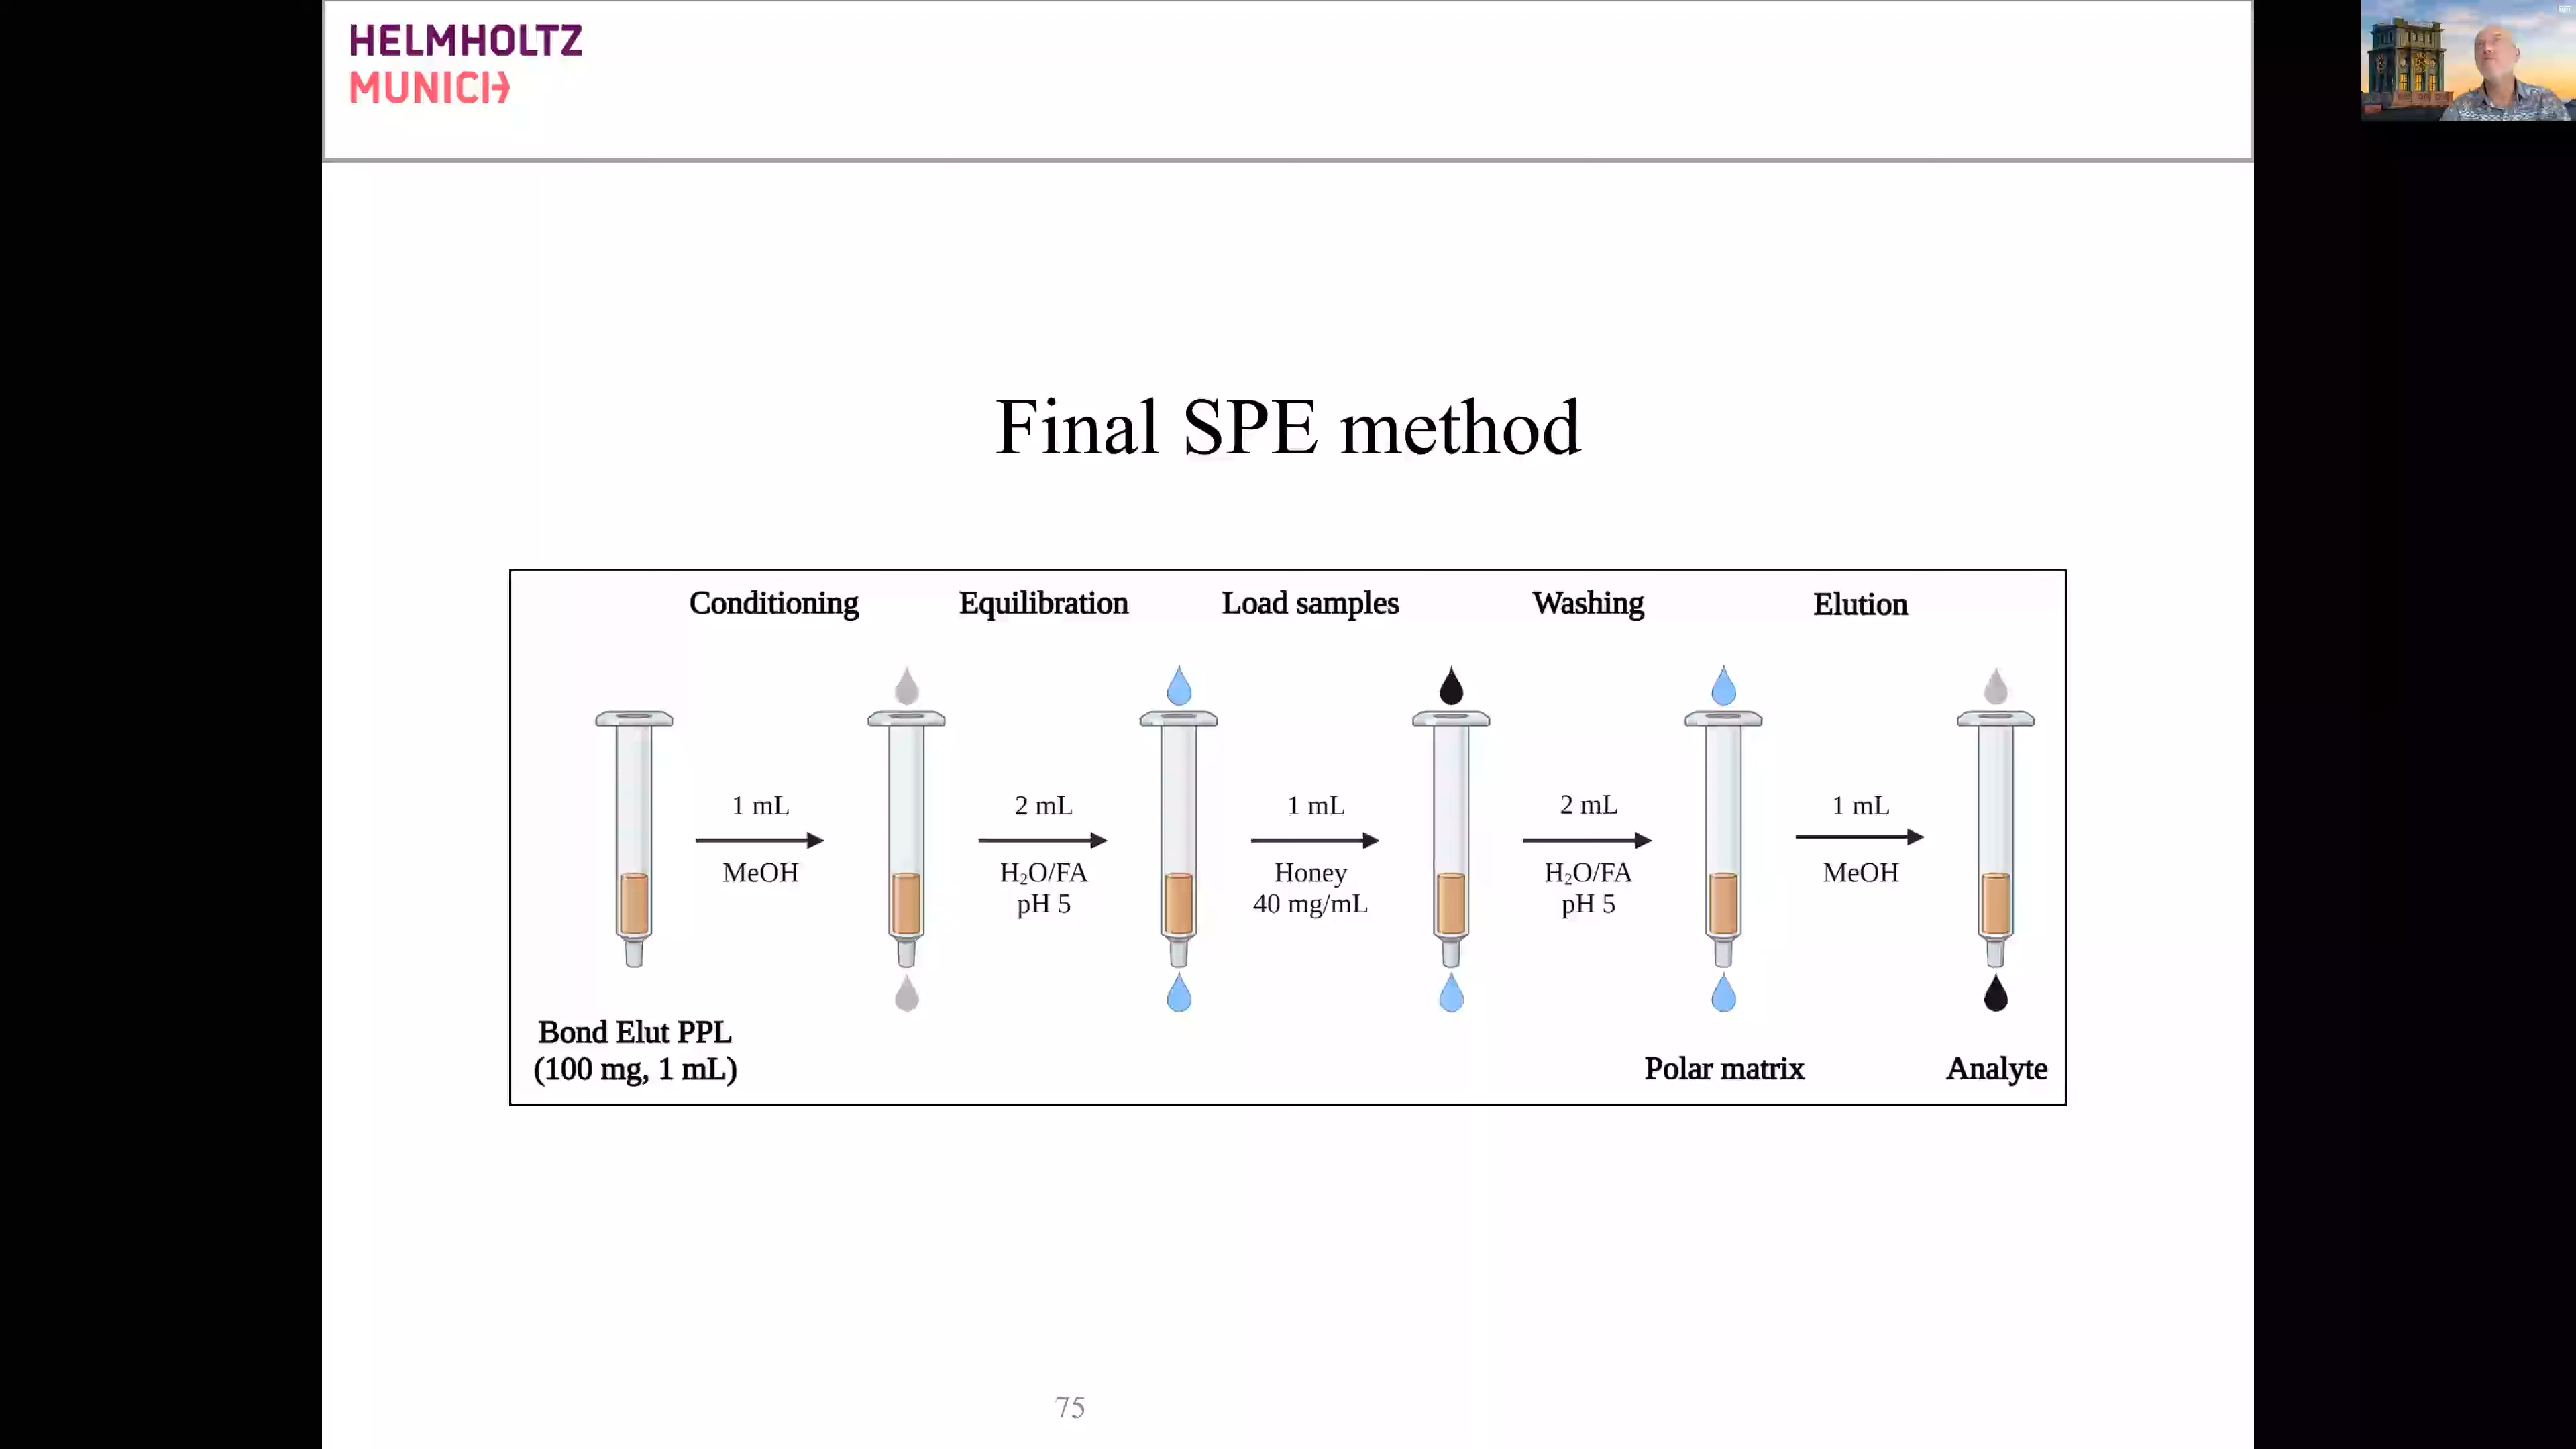 HELMHOLTZ
MUNICH
Final SPE method
Conditioning
Equilibration
Load samples
Washing
Elution
1 mL
2 mL
1 mL
2 mL
1 mL
MeOH
H₂O/FA
pH 5
Honey
40 mg/mL
H₂O/FA
pH 5
MeOH
Bond Elut PPL
(100 mg, 1 mL)
Polar matrix
Analyte
75